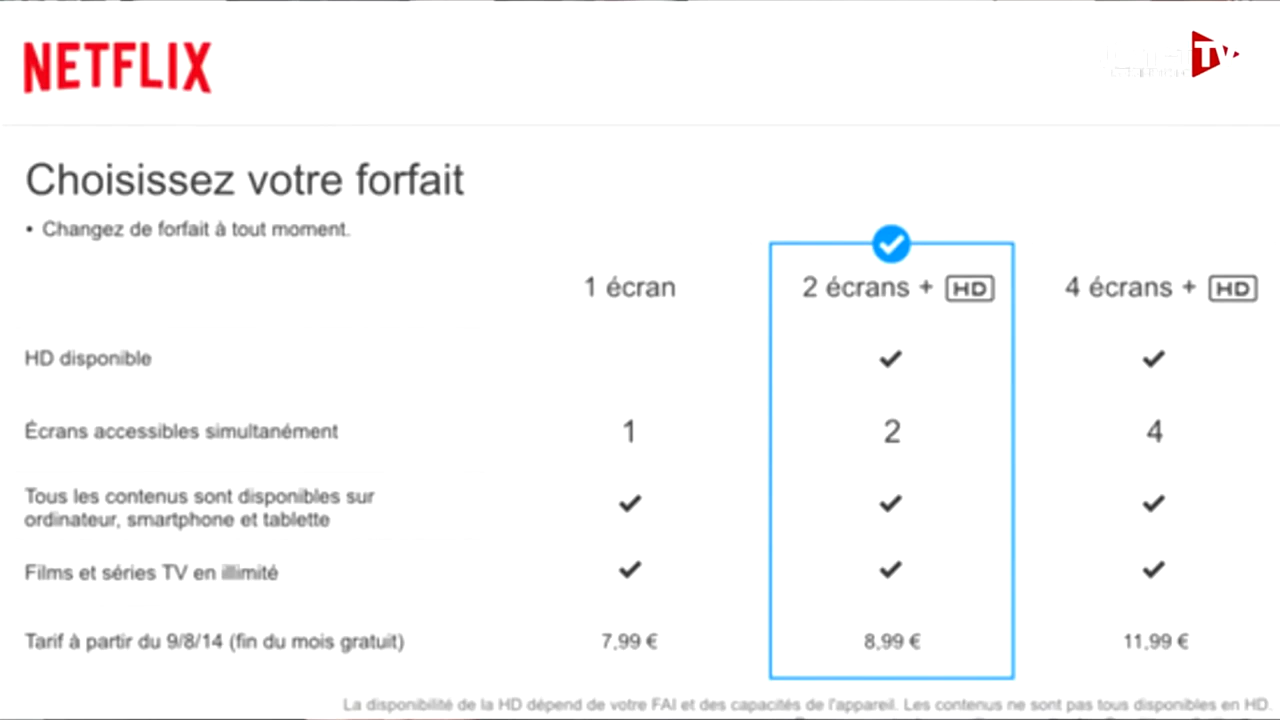 NETFLIX
TV
Choisissez votre forfait
• Changez de forfait à tout moment.
1 écran 2 écrans + HD 4 écrans + HD
HD disponible
Écrans accessibles simultanément 1 2 4
Tous les contenus sont disponibles sur
ordinateur, smartphone et tablette
Films et séries TV en illimité
Tarif à partir du 9/8/14 (fin du mois gratuit) 7,99 € 8,99 € 11,99 €
La disponibilité de la HD dépend de votre FAI et des capacités de l'appareil. Les contenus ne sont pas tous disponibles en HD.